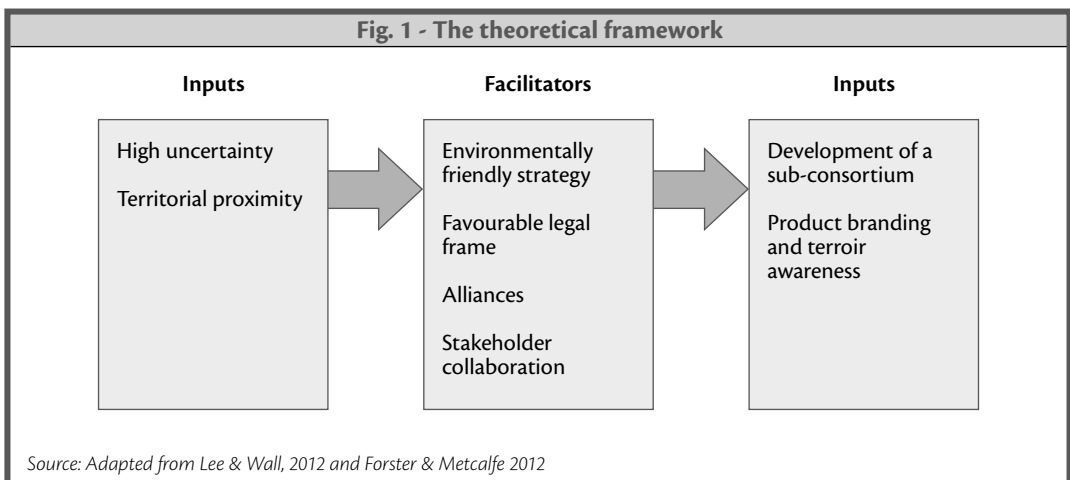 Fig. 1 - The theoretical framework
Inputs
High uncertainty
Territorial proximity
Facilitators
Environmentally
friendly strategy
Favourable legal
frame
Alliances
Stakeholder
collaboration
Inputs
Development of a
sub-consortium
Product branding
and terroir
awareness
Source: Adapted from Lee & Wall, 2012 and Forster & Metcalfe 2012